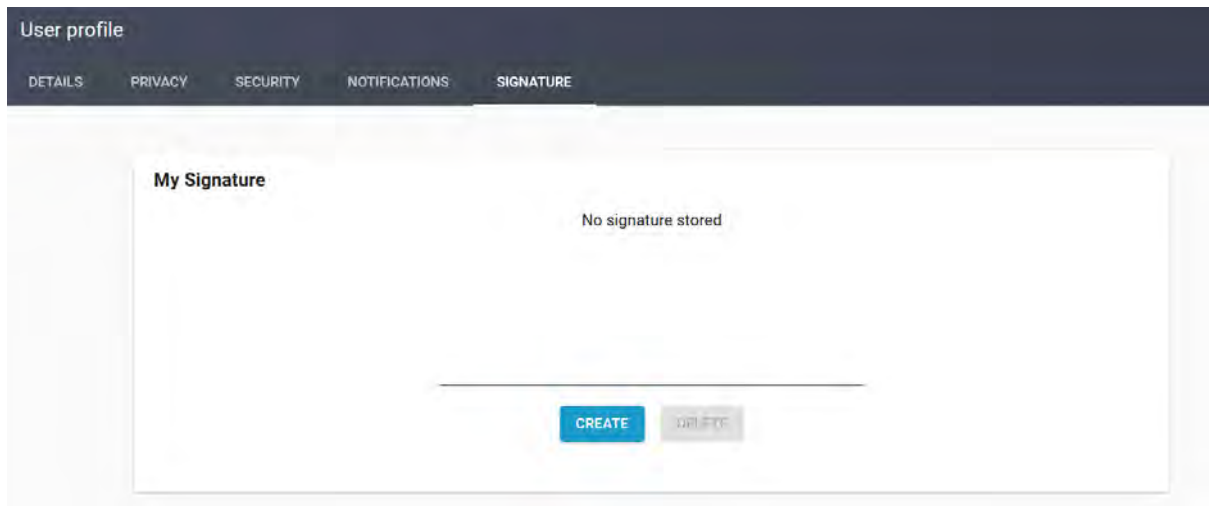 User profile
DETAILS PRIVACY SECURITY NOTIFICATIONS SIGNATURE
My Signature
No signature stored
CREATE DELETE